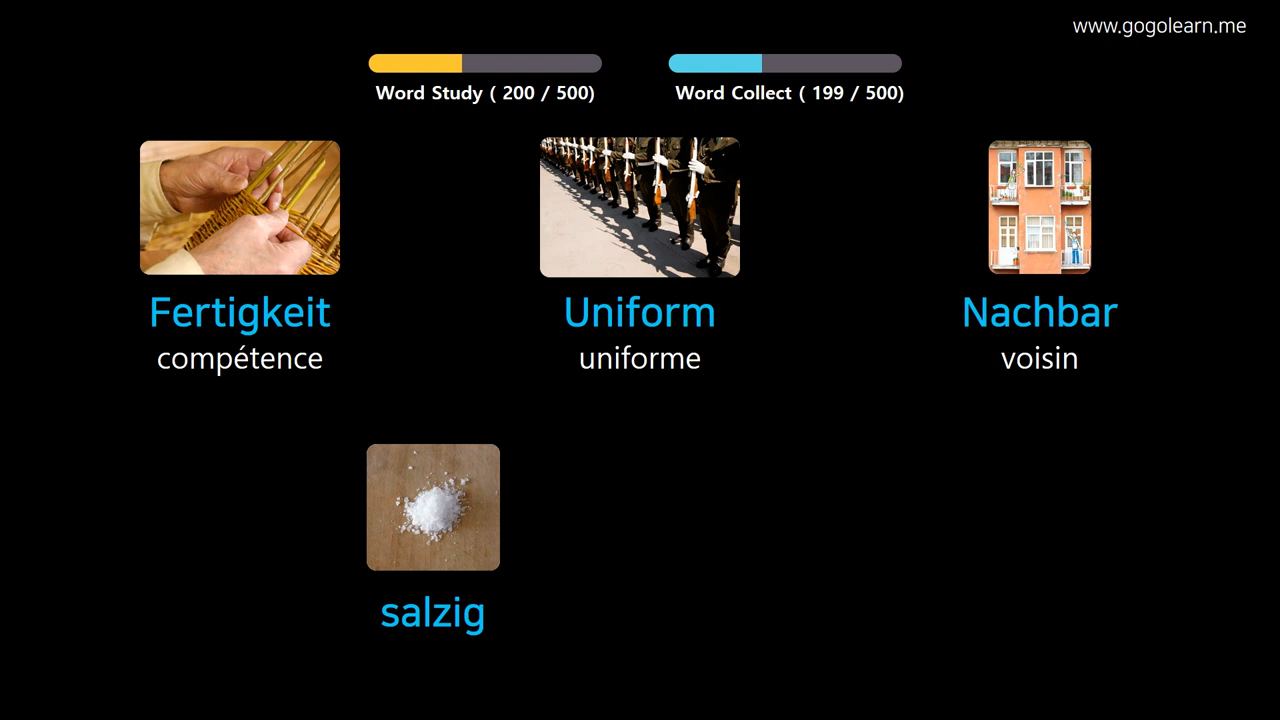 www.gogolearn.me
Word Study ( 200 / 500)
Word Collect ( 199 / 500)
Fertigkeit
compétence
Uniform
uniforme
Nachbar
voisin
salzig